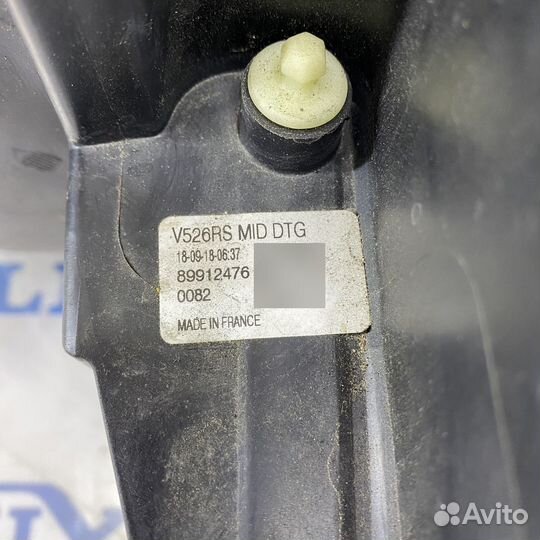 V526RS MID DTG
18-09-18-06:37
89912476
0082
MADE IN FRANCE
Avito